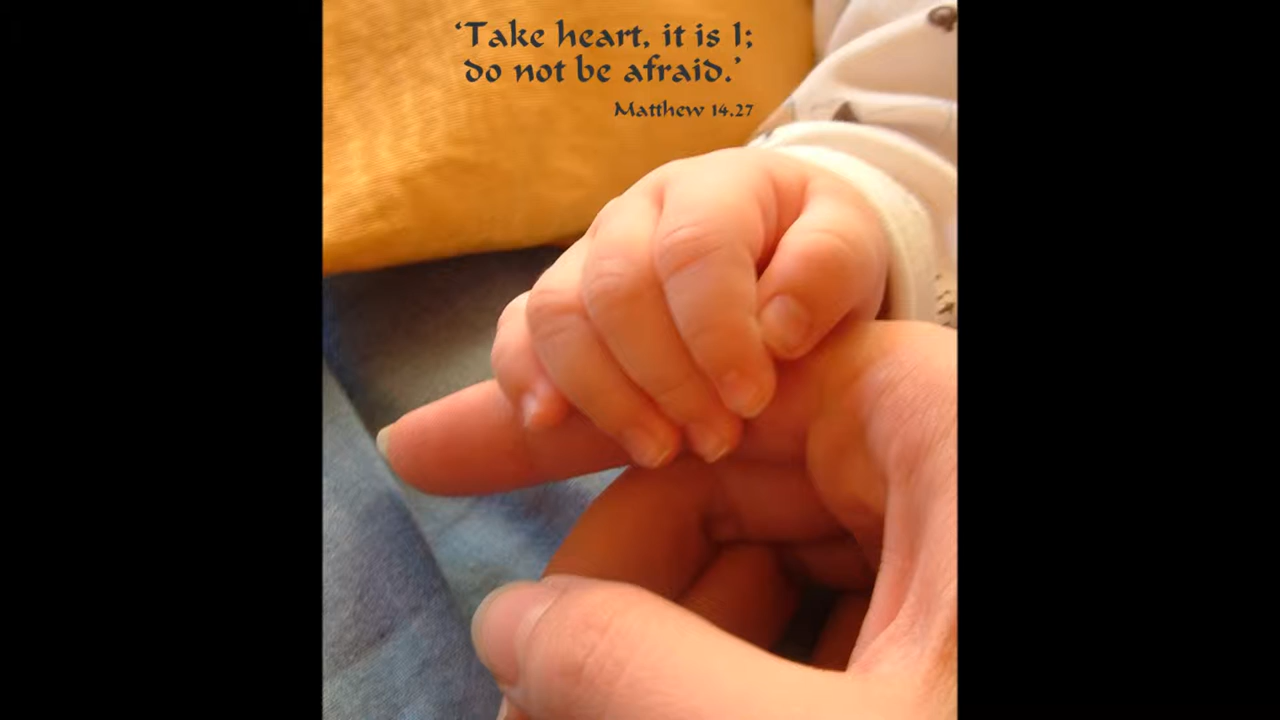 ‘Take heart, it is I;
do not be afraid.’
Matthew 14.27